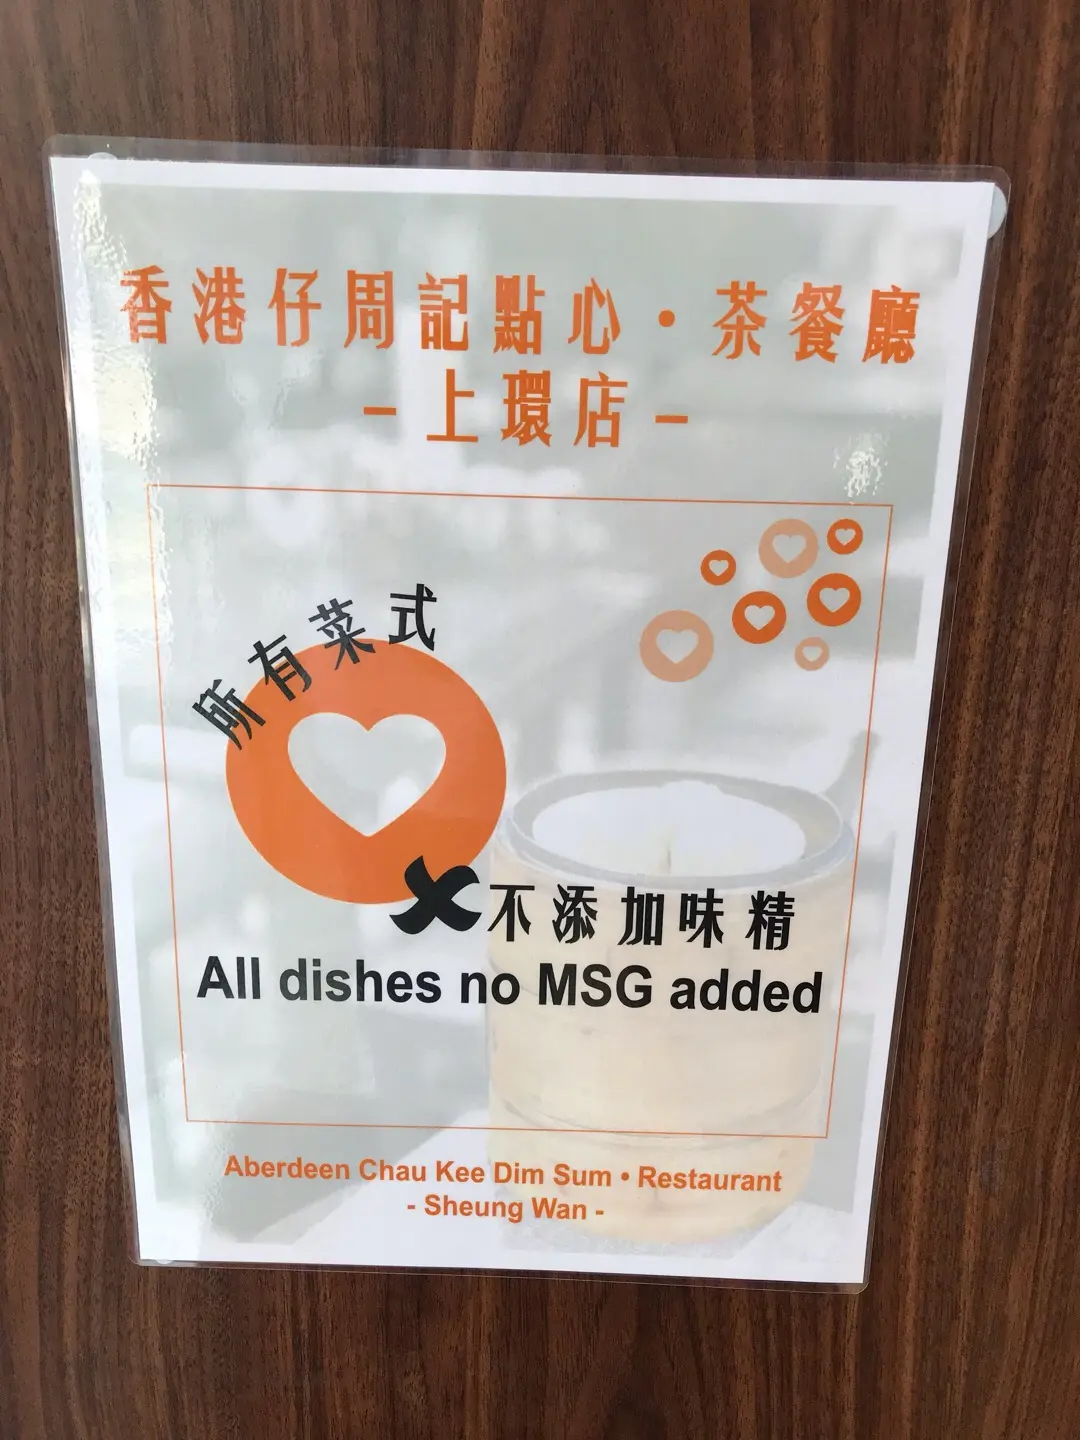 香港仔周記點心・茶餐廳
－上環店－
所有菜式
不添加味精
All dishes no MSG added
Aberdeen Chau Kee Dim Sum • Restaurant
- Sheung Wan -